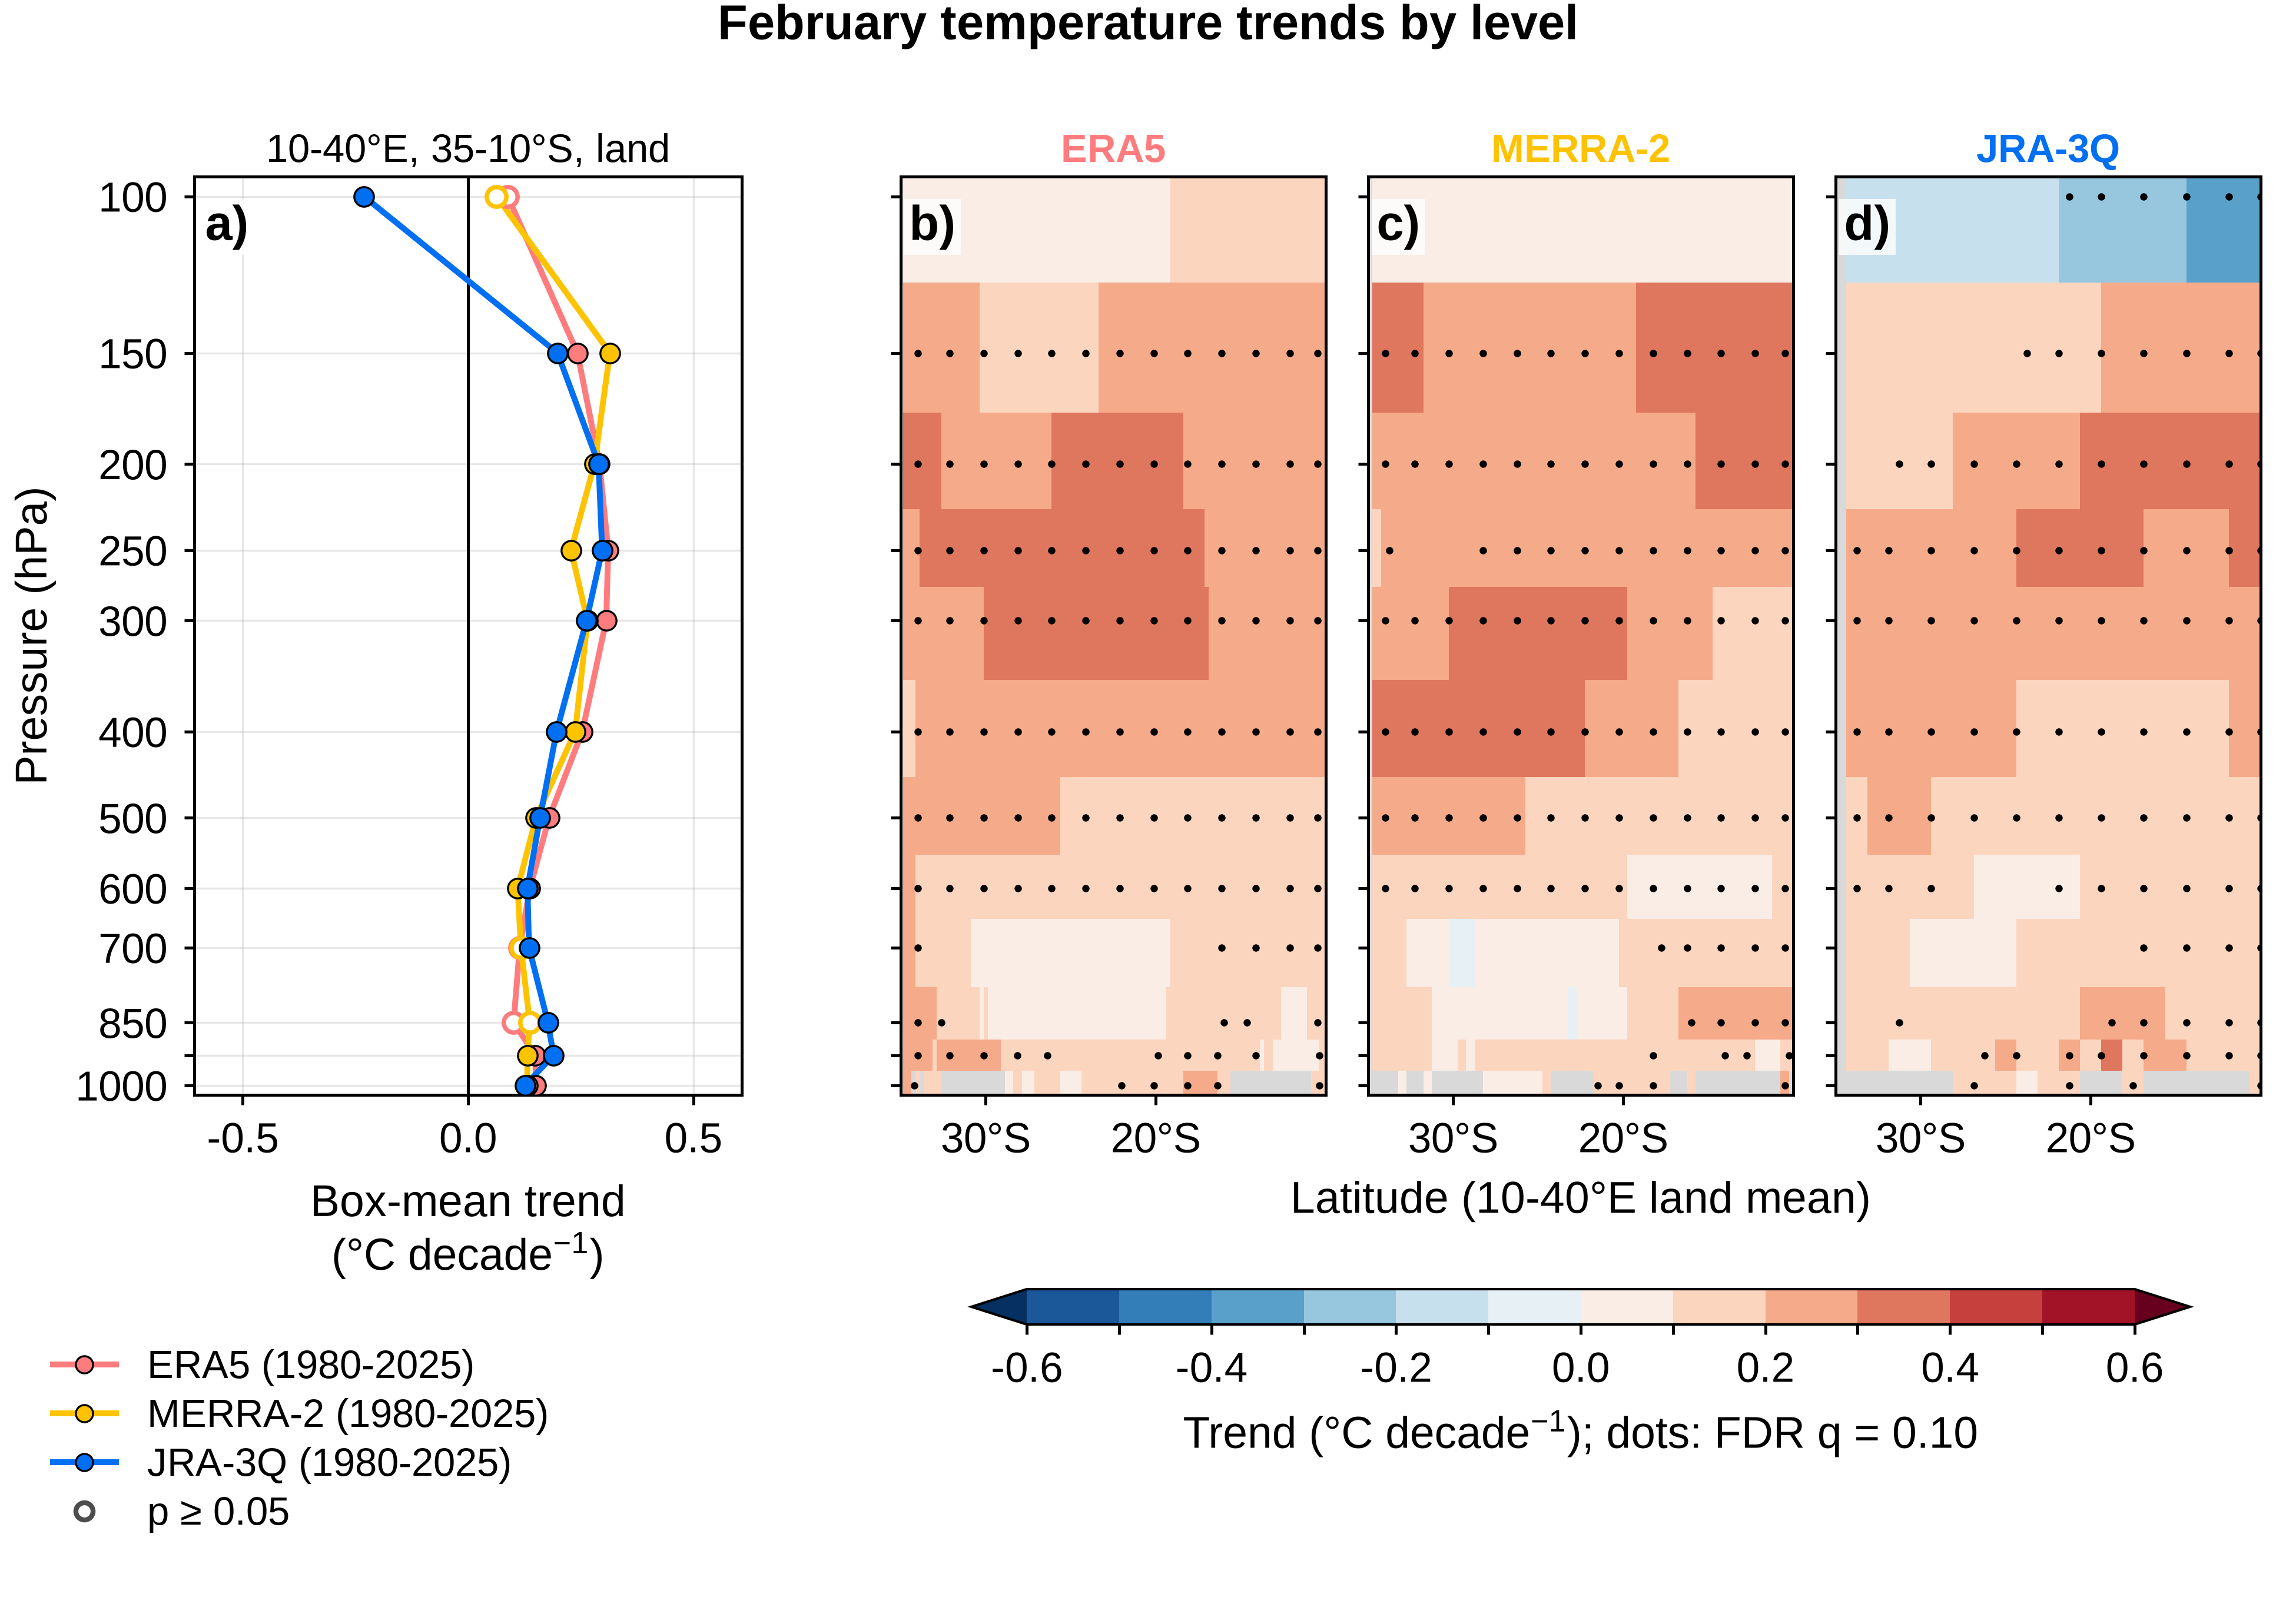 February temperature trends by level
10-40°E, 35-10°S, land
ERA5
MERRA-2
JRA-3Q
a)
b)
c)
d)
Pressure (hPa)
100
150
200
250
300
400
500
600
700
850
1000
-0.5
0.0
0.5
Box-mean trend
(°C decade⁻¹)
30°S
20°S
30°S
20°S
30°S
20°S
Latitude (10-40°E land mean)
ERA5 (1980-2025)
MERRA-2 (1980-2025)
JRA-3Q (1980-2025)
p ≥ 0.05
-0.6
-0.4
-0.2
0.0
0.2
0.4
0.6
Trend (°C decade⁻¹); dots: FDR q = 0.10